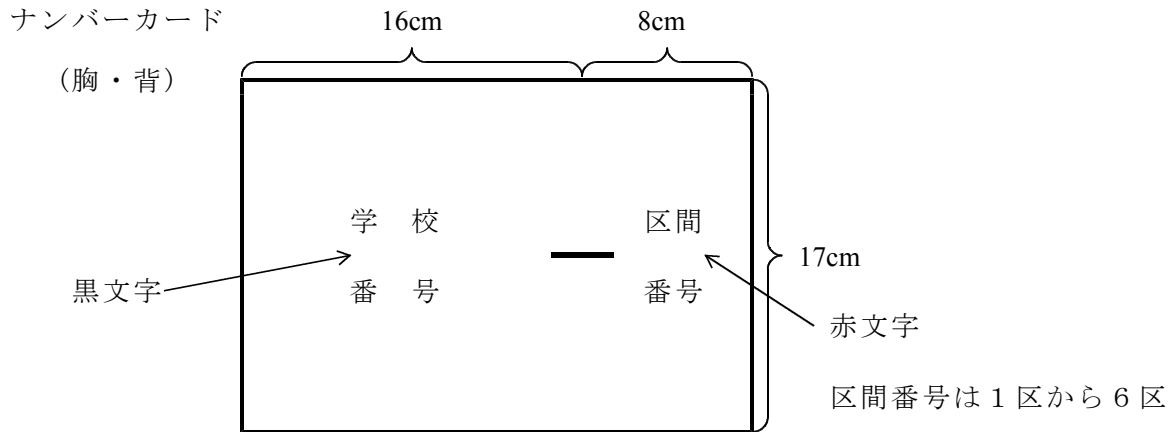 ナンバーカード 16cm 8cm
（胸・背）
学 校 区間
17cm
黒文字 番 号 番号
赤文字
区間番号は１区から６区